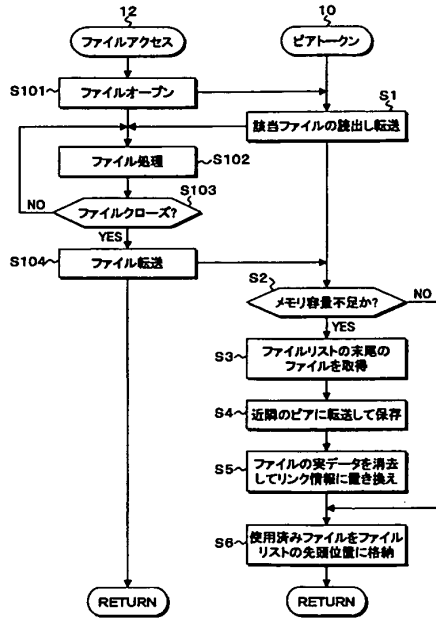 12
10
ファイルアクセス
ピアトークン
S101
ファイルオープン
S1
該当ファイルの読出し転送
ファイル処理
S102
S103
NO
ファイルクローズ?
YES
S104
ファイル転送
S2
メモリ容量不足か?
NO
YES
S3
ファイルリストの末尾の
ファイルを取得
S4
近隣のピアに転送して保存
S5
ファイルの実データを消去
してリンク情報に置き換え
S6
使用済みファイルをファイル
リストの先頭位置に格納
RETURN
RETURN